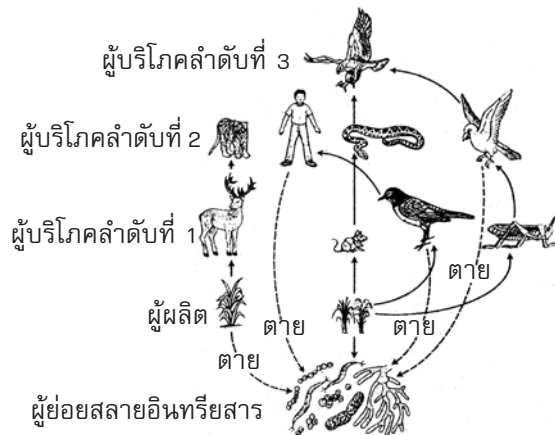 ผู้บริโภคลำดับที่ 3
ผู้บริโภคลำดับที่ 2
ผู้บริโภคลำดับที่ 1
ตาย
ผู้ผลิต
ตาย
ตาย
ตาย
ผู้ย่อยสลายอินทรียสาร